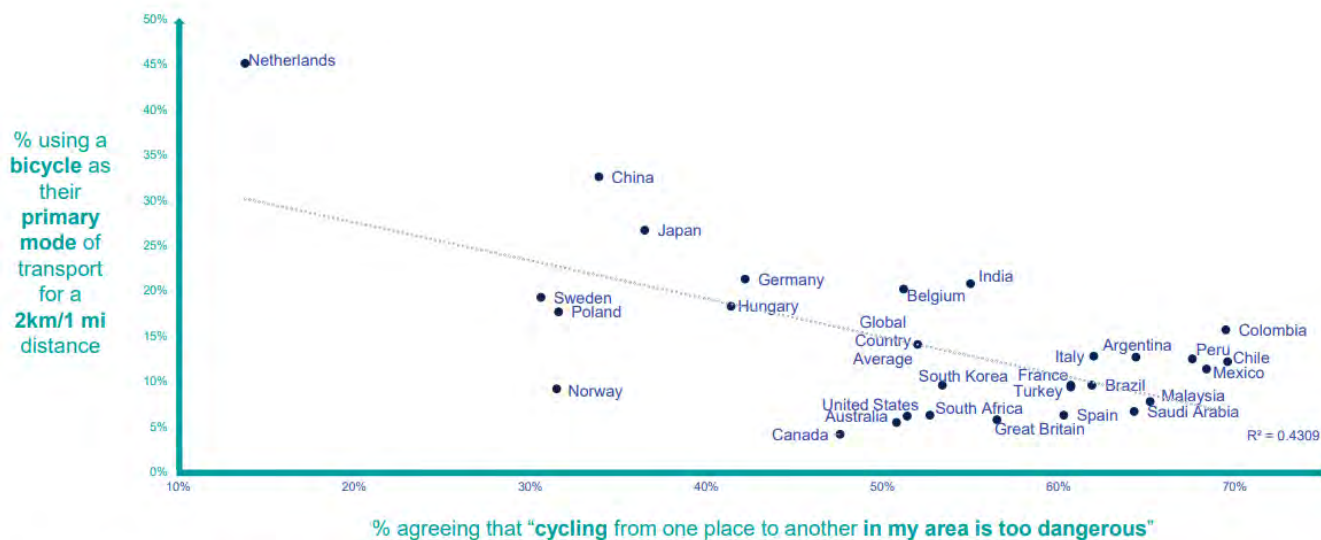 50%
45%
40%
35%
30%
25%
20%
15%
10%
5%
0%
% using a
bicycle as
their
primary
mode of
transport
for a
2km/1 mi
distance
Netherlands
China
Japan
Germany
India
Belgium
Sweden
Hungary
Poland
Global
Country
Average
Colombia
Argentina
Italy
Peru
Chile
Mexico
South Korea
France
Turkey
Brazil
Norway
Malaysia
United States
South Africa
Saudi Arabia
Australia
Spain
Great Britain
Canada
R² = 0.4309
10%
20%
30%
40%
50%
60%
70%
% agreeing that “cycling from one place to another in my area is too dangerous”